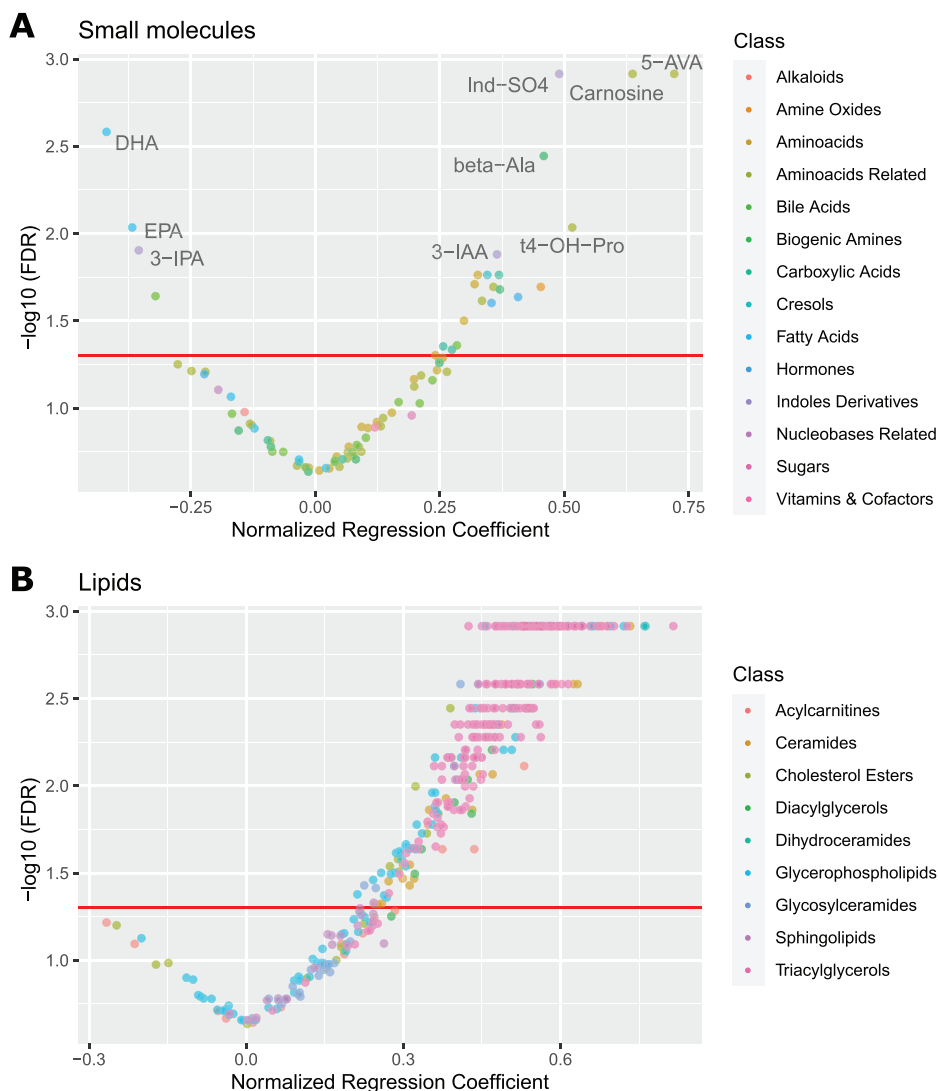 A
Small molecules
3.0
2.5
2.0
1.5
1.0
−log10 (FDR)
5−AVA
Ind−SO4
Carnosine
DHA
beta−Ala
EPA
t4−OH−Pro
3−IAA
3−IPA
−0.25
0.00
0.25
0.50
0.75
Normalized Regression Coefficient
Class
Alkaloids
Amine Oxides
Aminoacids
Aminoacids Related
Bile Acids
Biogenic Amines
Carboxylic Acids
Cresols
Fatty Acids
Hormones
Indoles Derivatives
Nucleobases Related
Sugars
Vitamins & Cofactors
B
Lipids
3.0
2.5
2.0
1.5
1.0
−log10 (FDR)
−0.3
0.0
0.3
0.6
Normalized Regression Coefficient
Class
Acylcarnitines
Ceramides
Cholesterol Esters
Diacylglycerols
Dihydroceramides
Glycerophospholipids
Glycosylceramides
Sphingolipids
Triacylglycerols